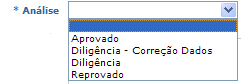 * Análise
Aprovado
Diligência - Correção Dados
Diligência
Reprovado